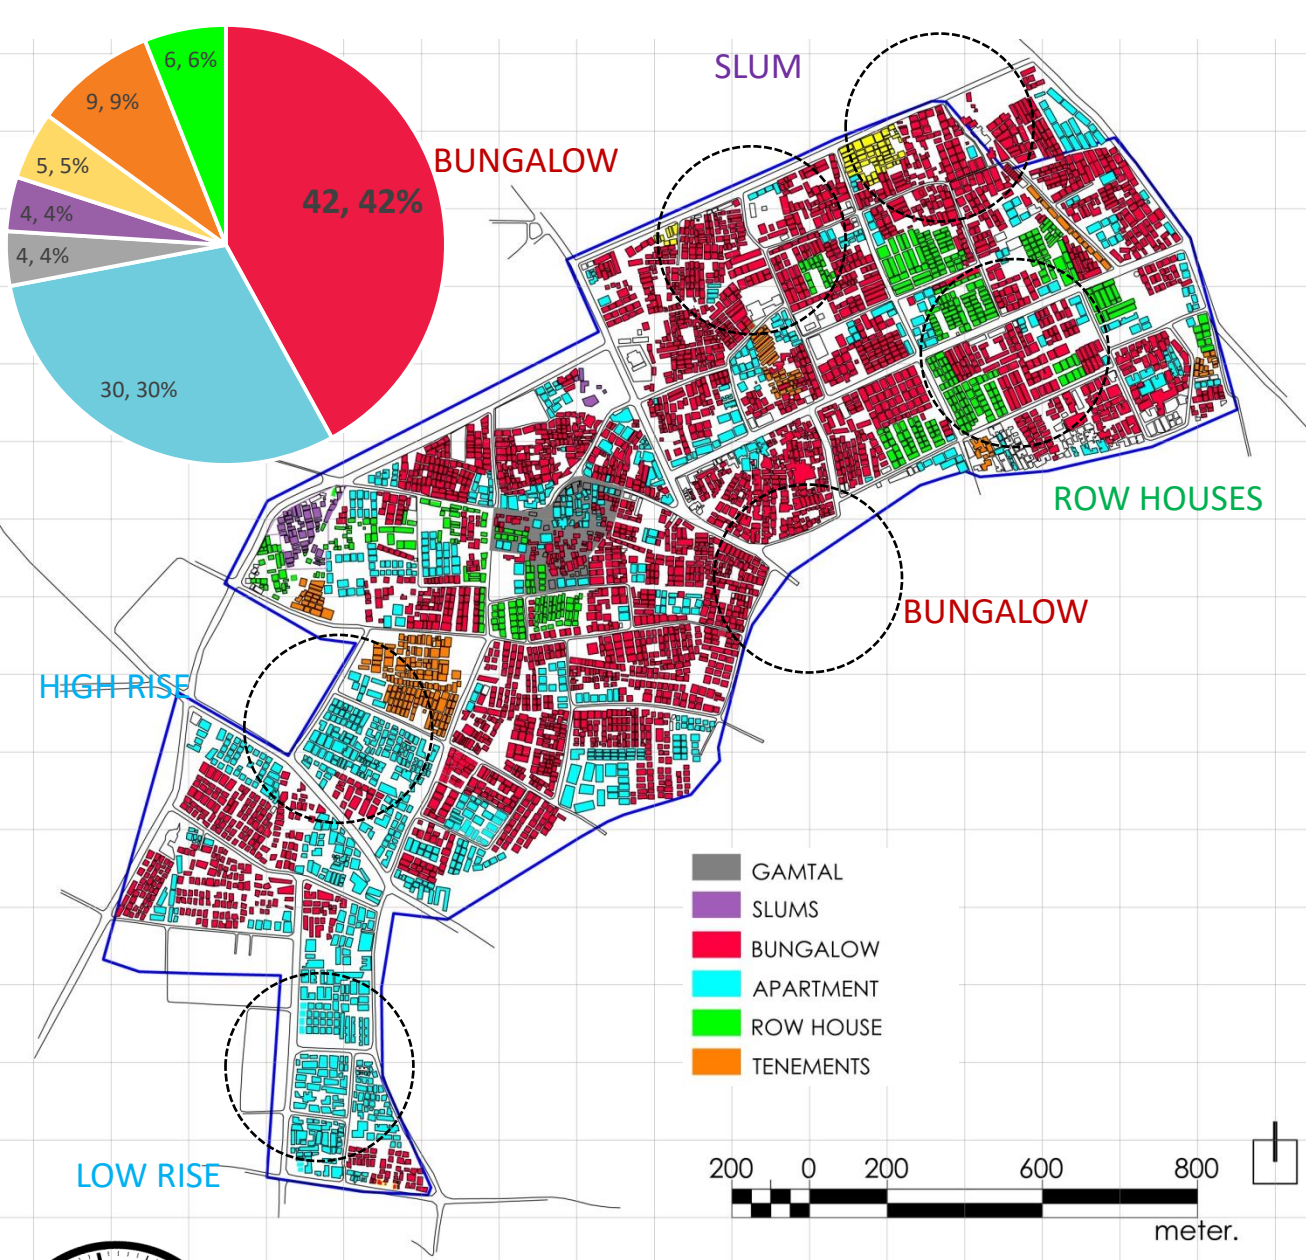 SLUM
6, 6%
9, 9%
BUNGALOW
5, 5%
42, 42%
4, 4%
4, 4%
30, 30%
ROW HOUSES
BUNGALOW
HIGH RISE
GAMTAL
SLUMS
BUNGALOW
APARTMENT
ROW HOUSE
TENEMENTS
LOW RISE
200 0 200 600 800
meter.